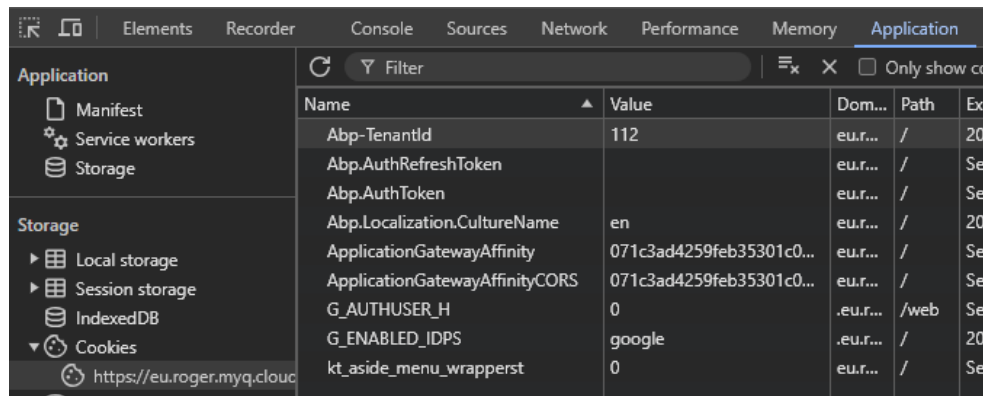 Elements Recorder Console Sources Network Performance Memory Application
Application
Manifest
Service workers
Storage
Storage
Local storage
Session storage
IndexedDB
Cookies
https://eu.roger.myq.clouc
Filter Only show co
Name Value Dom... Path Ex
Abp-TenantId 112 eu.r... / 20
Abp.AuthRefreshToken eu.r... / Se
Abp.AuthToken eu.r... / Se
Abp.Localization.CultureName en eu.r... / 20
ApplicationGatewayAffinity 071c3ad4259feb35301c0... eu.r... / Se
ApplicationGatewayAffinityCORS 071c3ad4259feb35301c0... eu.r... / Se
G_AUTHUSER_H 0 .eu.r... /web Se
G_ENABLED_IDPS google .eu.r... / 20
kt_aside_menu_wrapperst 0 eu.r... / Se